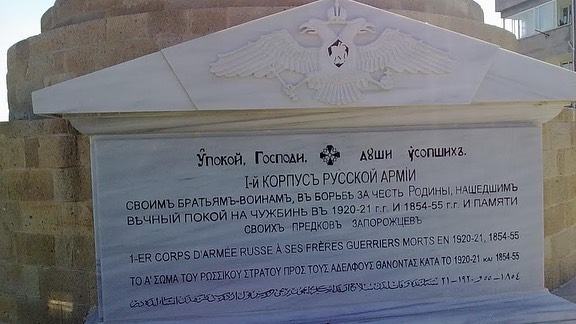 Упокой, Господи, души усопшихъ.
I-й КОРПУСЪ РУССКОЙ АРМIИ
СВОИМЪ БРАТЬЯМЪ-ВОИНАМЪ, ВЪ БОРЬБѢ ЗА ЧЕСТЬ РОДИНЫ, НАШЕДШИМЪ
ВѢЧНЫЙ ПОКОЙ НА ЧУЖБИНѢ ВЪ 1920-21 г.г. И 1854-55 г.г И ПАМЯТИ
СВОИХЪ ПРЕДКОВЪ ЗАПОРОЖЦЕВЪ
1-ER CORPS D'ARMÉE RUSSE À SES FRÈRES GUERRIERS MORTS EN 1920-21, 1854-55
ΤΟ Α' ΣΩΜΑ ΤΟΥ ΡΩΣΣΙΚΟΥ ΣΤΡΑΤΟΥ ΠΡΟΣ ΤΟΥΣ ΑΔΕΛΦΟΥΣ ΘΑΝΟΝΤΑΣ ΚΑΤΑ ΤΟ 1920-21 ΚΑΙ 1854-55